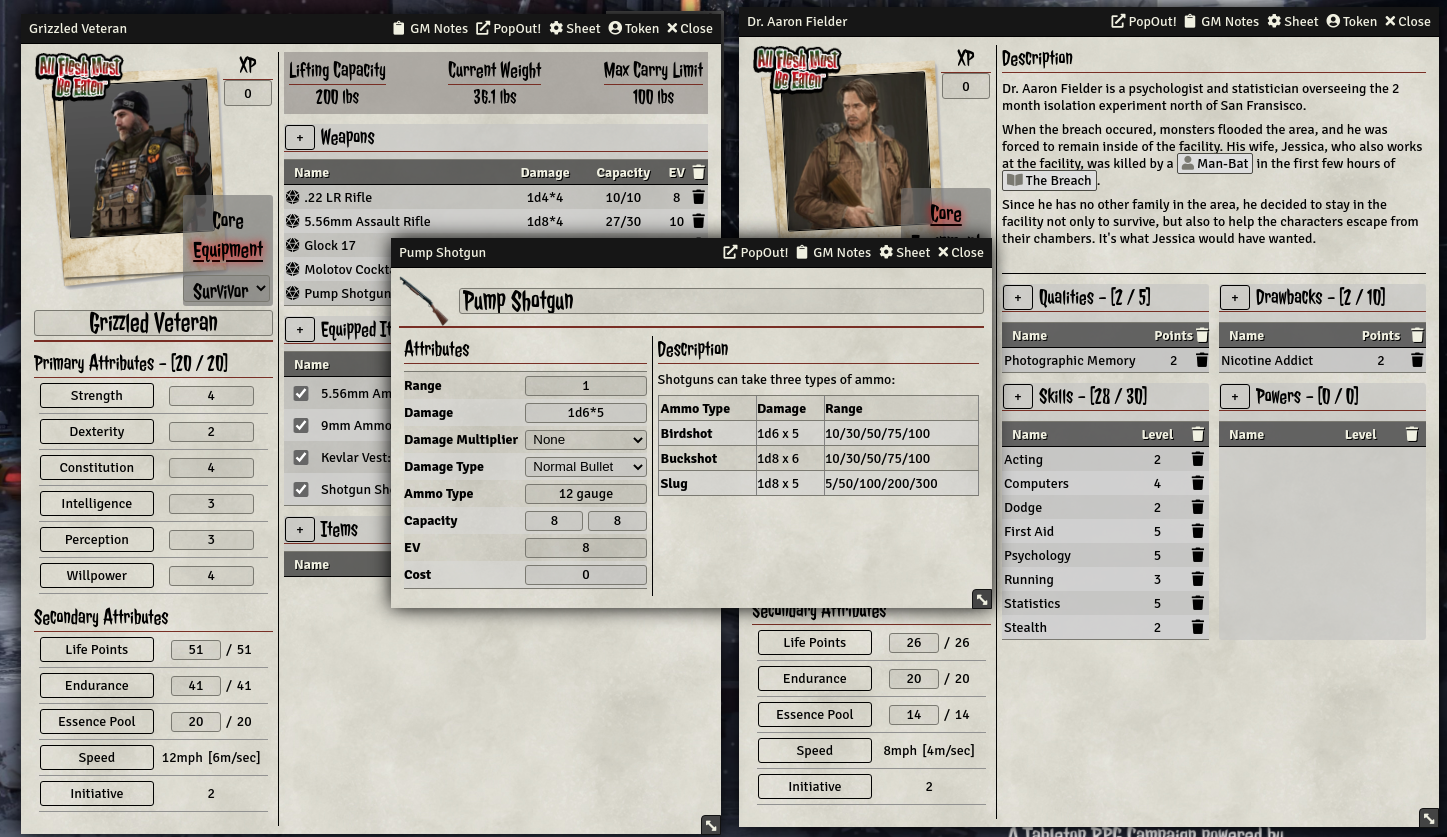 Grizzled Veteran
GM Notes PopOut! Sheet Token Close
All Flesh Must
Be Eaten
XP
0
Core
Equipment
Survivor
Grizzled Veteran
Primary Attributes - [20 / 20]
Strength 4
Dexterity 2
Constitution 4
Intelligence 3
Perception 3
Willpower 4
Secondary Attributes
Life Points 51 / 51
Endurance 41 / 41
Essence Pool 20 / 20
Speed 12mph [6m/sec]
Initiative 2
Lifting Capacity Current Weight Max Carry Limit
200 lbs 36.1 lbs 100 lbs
+ Weapons
Name Damage Capacity EV
.22 LR Rifle 1d4*4 10/10 8
5.56mm Assault Rifle 1d8*4 27/30 10
Glock 17
Molotov Cockt
Pump Shotgun
+ Equipped It
Name
5.56mm Am
9mm Ammo
Kevlar Vest:
Shotgun Sh
+ Items
Name
Pump Shotgun
PopOut! GM Notes Sheet Close
Pump Shotgun
Attributes
Range 1
Damage 1d6*5
Damage Multiplier None
Damage Type Normal Bullet
Ammo Type 12 gauge
Capacity 8 8
EV 8
Cost 0
Description
Shotguns can take three types of ammo:
Ammo Type Damage Range
Birdshot 1d6 x 5 10/30/50/75/100
Buckshot 1d8 x 6 10/30/50/75/100
Slug 1d8 x 5 5/50/100/200/300
Dr. Aaron Fielder
PopOut! GM Notes Sheet Token Close
All Flesh Must
Be Eaten
XP
0
Core
Secondary Attributes
Life Points 26 / 26
Endurance 20 / 20
Essence Pool 14 / 14
Speed 8mph [4m/sec]
Initiative 2
Description
Dr. Aaron Fielder is a psychologist and statistician overseeing the 2
month isolation experiment north of San Fransisco.
When the breach occured, monsters flooded the area, and he was
forced to remain inside of the facility. His wife, Jessica, who also works
at the facility, was killed by a Man-Bat in the first few hours of
The Breach.
Since he has no other family in the area, he decided to stay in the
facility not only to survive, but also to help the characters escape from
their chambers. It's what Jessica would have wanted.
+ Qualities - [2 / 5]
Name Points
Photographic Memory 2
+ Drawbacks - [2 / 10]
Name Points
Nicotine Addict 2
+ Skills - [28 / 30]
Name Level
Acting 2
Computers 4
Dodge 2
First Aid 5
Psychology 5
Running 3
Statistics 5
Stealth 2
+ Powers - [0 / 0]
Name Level
A Tabletop RPG Campaign powered by